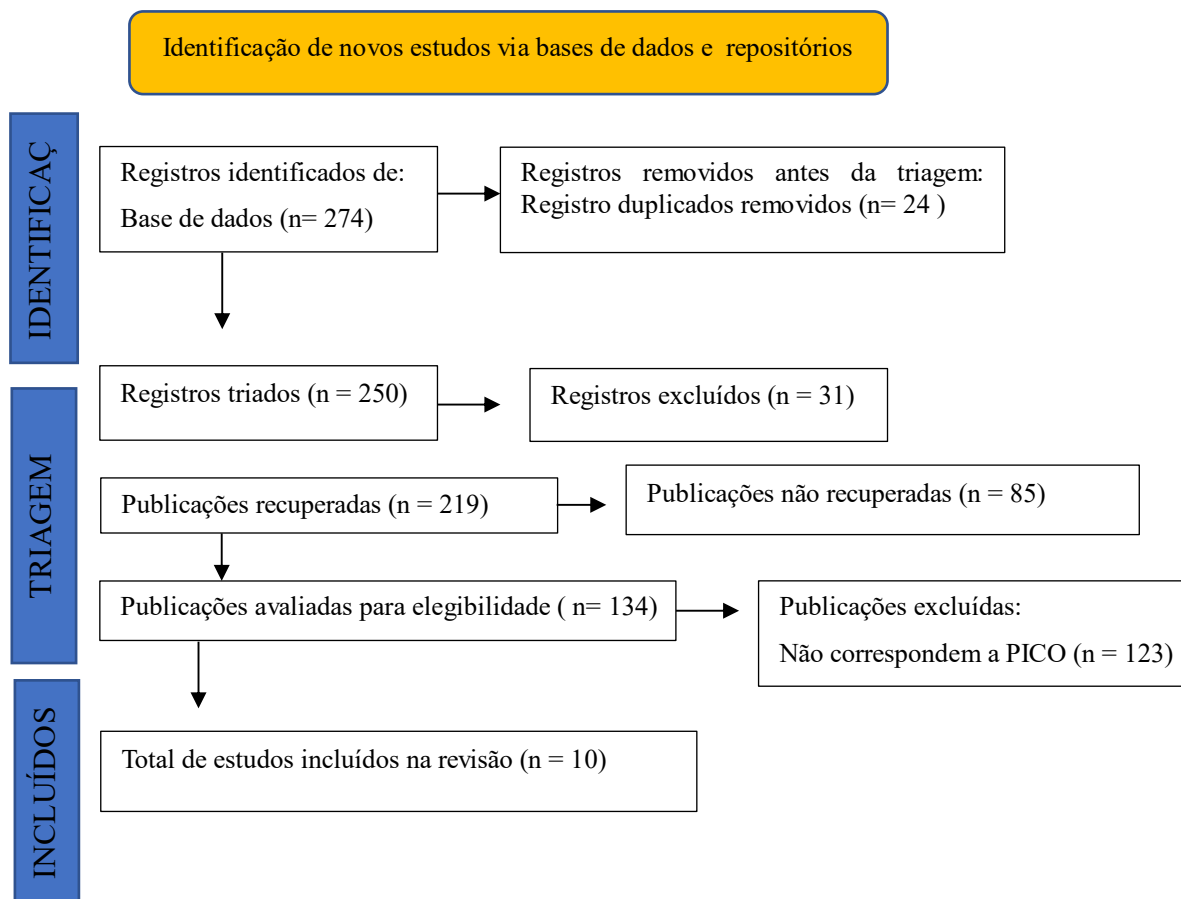 Identificação de novos estudos via bases de dados e repositórios
IDENTIFICAÇ
Registros identificados de:
Base de dados (n= 274)
Registros removidos antes da triagem:
Registro duplicados removidos (n= 24 )
TRIAGEM
Registros triados (n = 250)
Registros excluídos (n = 31)
Publicações recuperadas (n = 219)
Publicações não recuperadas (n = 85)
Publicações avaliadas para elegibilidade ( n= 134)
Publicações excluídas:
Não correspondem a PICO (n = 123)
INCLUÍDOS
Total de estudos incluídos na revisão (n = 10)